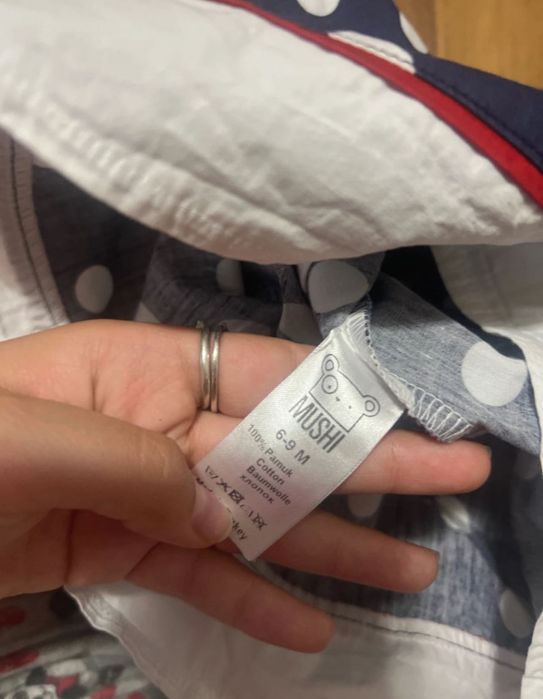 MUSHI
6-9 M
100% Pamuk
Cotton
Baumwolle
хлопок